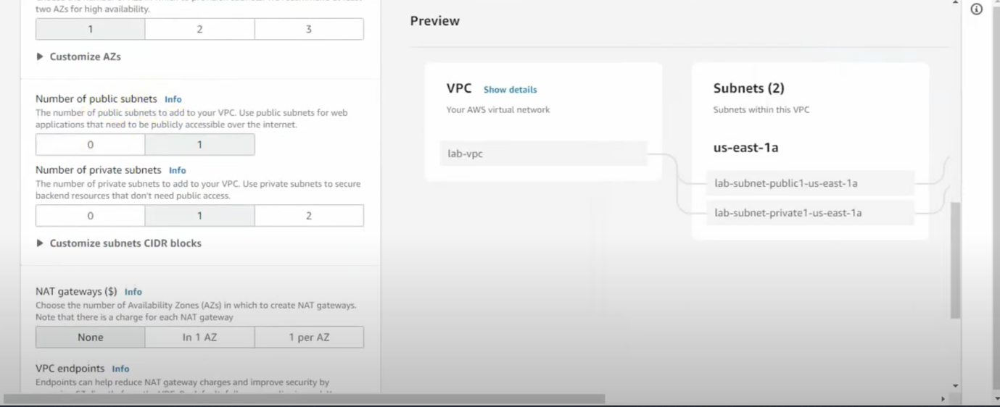 two AZs for high availability.
1 2 3
Customize AZs
Number of public subnets Info
The number of public subnets to add to your VPC. Use public subnets for web
applications that need to be publicly accessible over the internet.
0 1
Number of private subnets Info
The number of private subnets to add to your VPC. Use private subnets to secure
backend resources that don't need public access.
0 1 2
Customize subnets CIDR blocks
NAT gateways ($) Info
Choose the number of Availability Zones (AZs) in which to create NAT gateways.
Note that there is a charge for each NAT gateway
None In 1 AZ 1 per AZ
VPC endpoints Info
Endpoints can help reduce NAT gateway charges and improve security by
Preview
VPC Show details
Your AWS virtual network
lab-vpc
Subnets (2)
Subnets within this VPC
us-east-1a
lab-subnet-public1-us-east-1a
lab-subnet-private1-us-east-1a